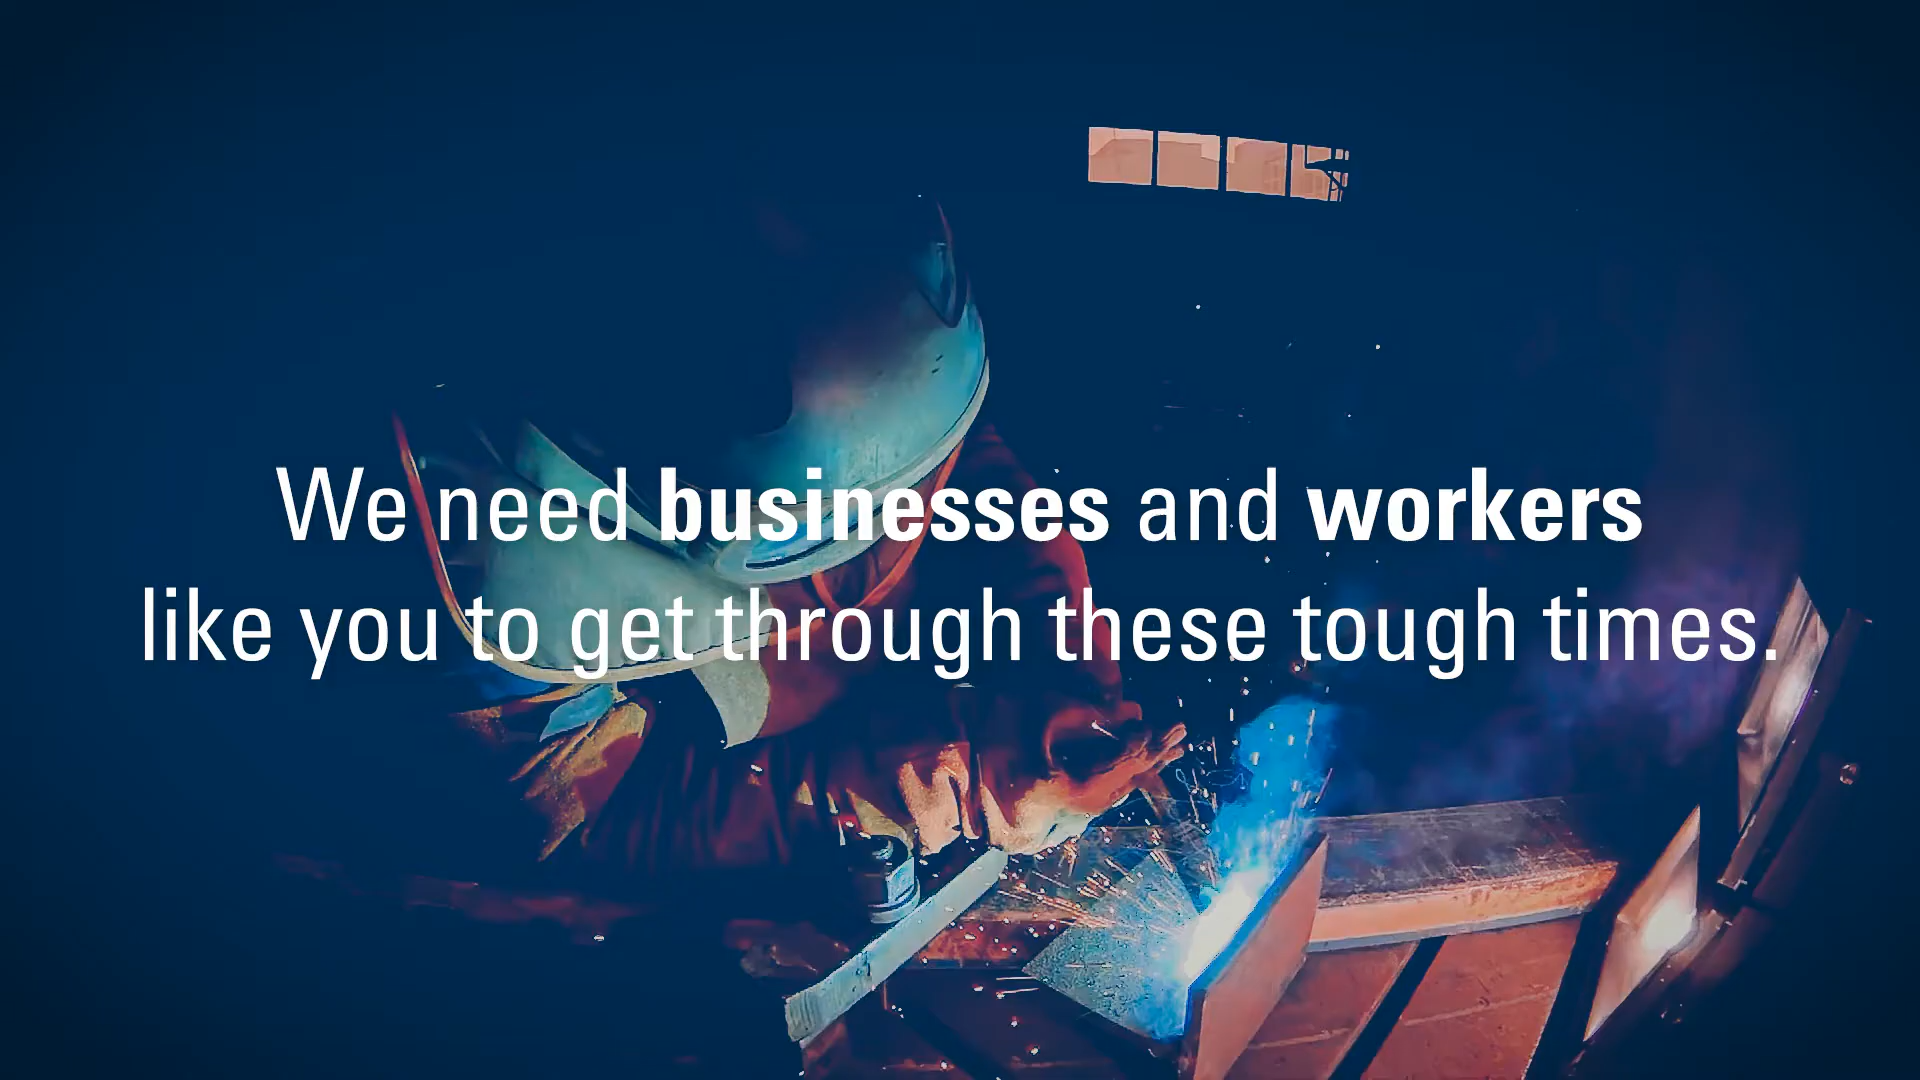 We need businesses and workers
like you to get through these tough times.